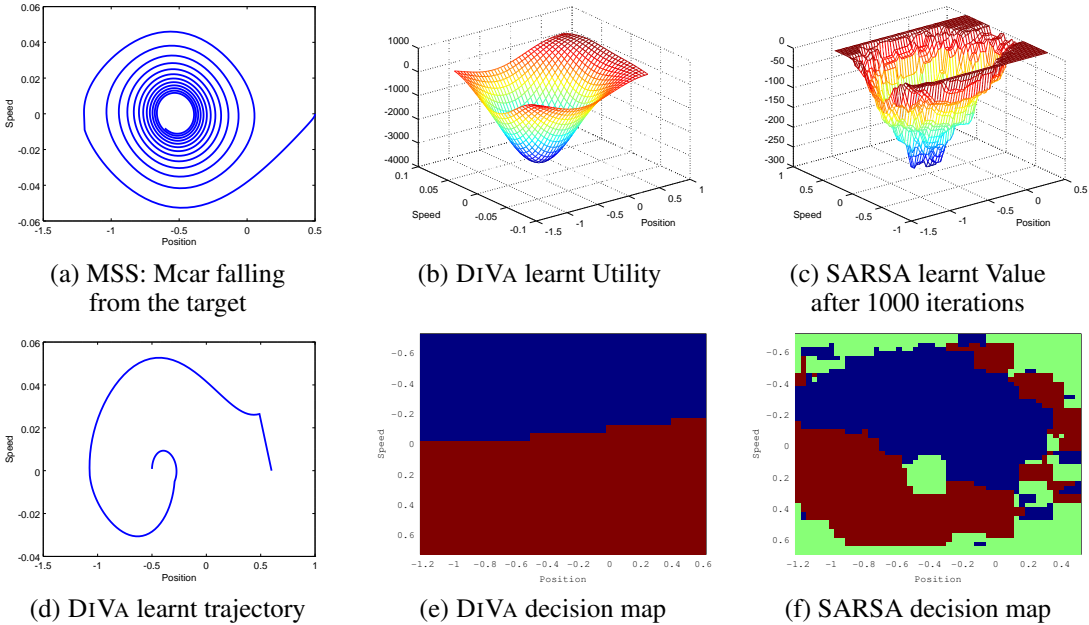 0.06
0.04
0.02
0
-0.02
-0.04
-0.06
Speed
-1.5 -1 -0.5 0 0.5
Position
(a) MSS: Mcar falling
from the target
1000
0
-1000
-2000
-3000
-4000
0.1
0.05
0
-0.05
-0.1
Speed
-1.5
-1
-0.5
0
0.5
1
Position
(b) DIVA learnt Utility
0
-50
-100
-150
-200
-250
-300
1
0.5
0
0.5
1
Speed
-1.5
-1
-0.5
0
0.5
Position
(c) SARSA learnt Value
after 1000 iterations
0.06
0.04
0.02
0
-0.02
-0.04
Speed
-1.5 -1 -0.5 0 0.5 1
Position
(d) DIVA learnt trajectory
-0.6
-0.4
-0.2
0
0.2
0.4
0.6
Speed
-1.2 -1 -0.8 -0.6 -0.4 -0.2 0 0.2 0.4 0.6
Position
(e) DIVA decision map
-0.6
-0.4
-0.2
0
0.2
0.4
0.6
Speed
-1.2 -1 -0.8 -0.6 -0.4 -0.2 0 0.2 0.4
Position
(f) SARSA decision map